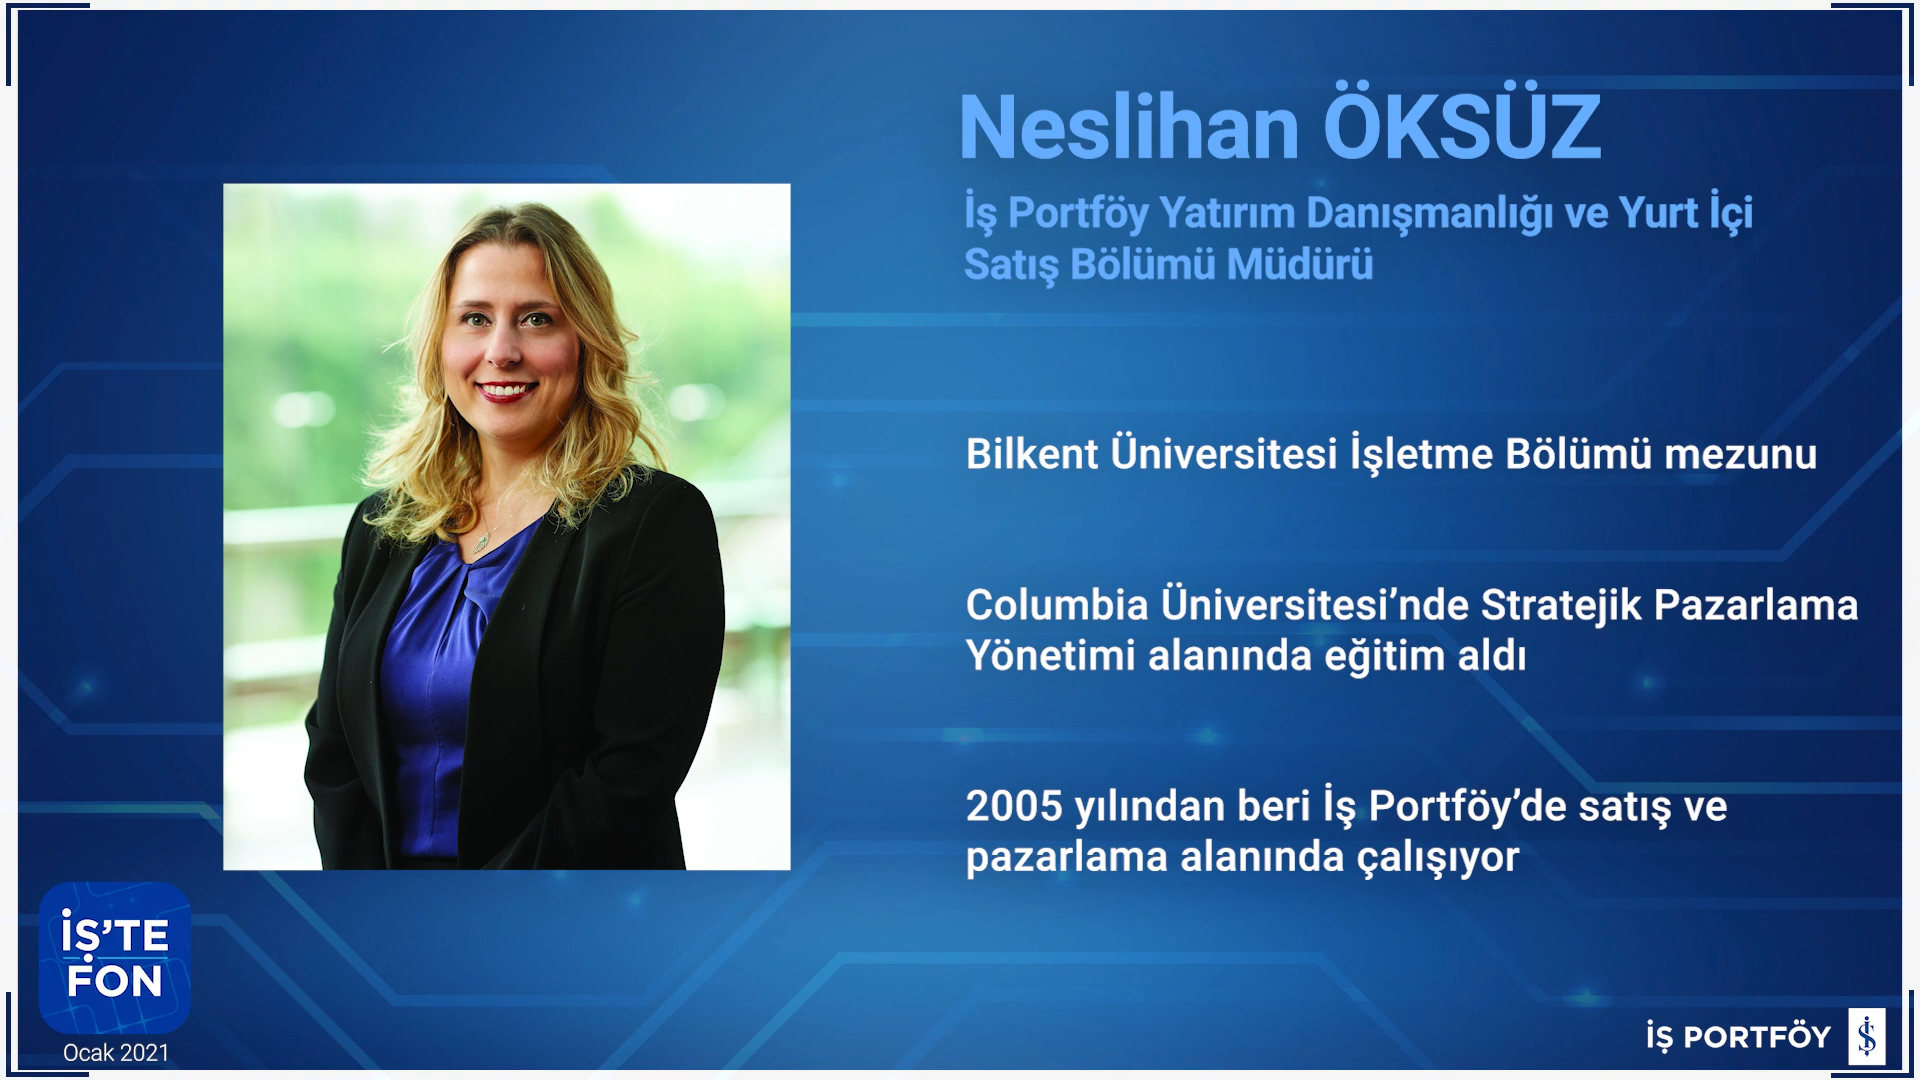 Neslihan ÖKSÜZ
İş Portföy Yatırım Danışmanlığı ve Yurt İçi
Satış Bölümü Müdürü
Bilkent Üniversitesi İşletme Bölümü mezunu
Columbia Üniversitesi’nde Stratejik Pazarlama
Yönetimi alanında eğitim aldı
2005 yılından beri İş Portföy’de satış ve
pazarlama alanında çalışıyor
İŞ’TE
FON
Ocak 2021
İŞ PORTFÖY